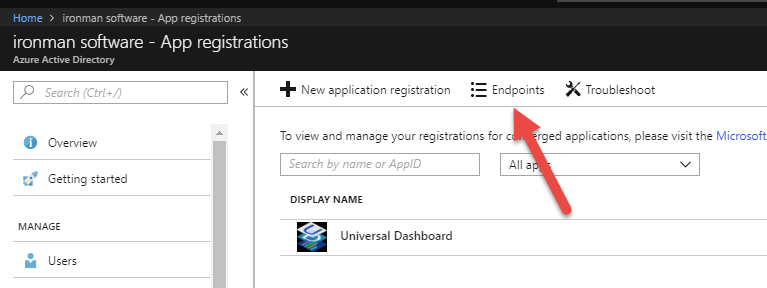 Home > ironman software - App registrations
ironman software - App registrations
Azure Active Directory
Search (Ctrl+/)
«
Overview
Getting started
MANAGE
Users
New application registration Endpoints Troubleshoot
To view and manage your registrations for converged applications, please visit the Microsoft
Search by name or AppID
All apps
DISPLAY NAME
Universal Dashboard